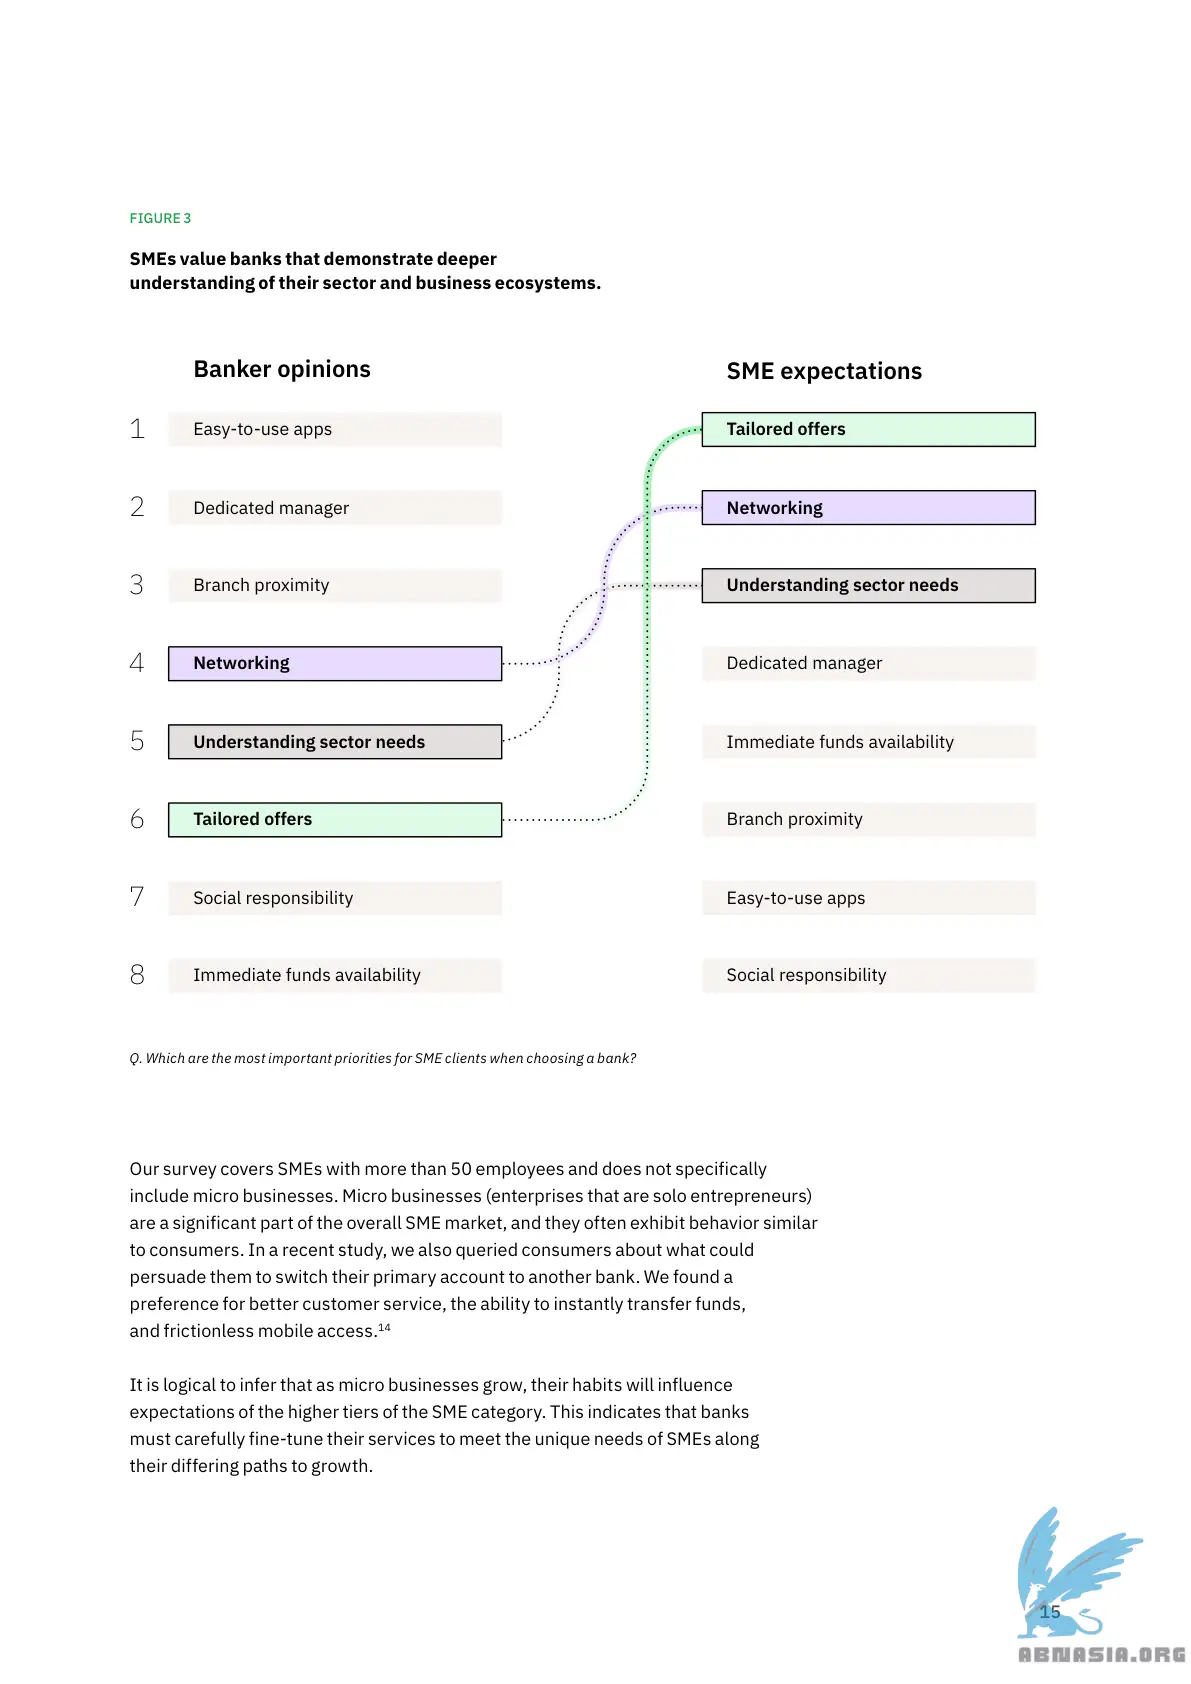 FIGURE 3
SMEs value banks that demonstrate deeper
understanding of their sector and business ecosystems.
Banker opinions
SME expectations
1 Easy-to-use apps
Tailored offers
2 Dedicated manager
Networking
3 Branch proximity
Understanding sector needs
4 Networking
Dedicated manager
5 Understanding sector needs
Immediate funds availability
6 Tailored offers
Branch proximity
7 Social responsibility
Easy-to-use apps
8 Immediate funds availability
Social responsibility
Q. Which are the most important priorities for SME clients when choosing a bank?
Our survey covers SMEs with more than 50 employees and does not specifically
include micro businesses. Micro businesses (enterprises that are solo entrepreneurs)
are a significant part of the overall SME market, and they often exhibit behavior similar
to consumers. In a recent study, we also queried consumers about what could
persuade them to switch their primary account to another bank. We found a
preference for better customer service, the ability to instantly transfer funds,
and frictionless mobile access.¹⁴
It is logical to infer that as micro businesses grow, their habits will influence
expectations of the higher tiers of the SME category. This indicates that banks
must carefully fine-tune their services to meet the unique needs of SMEs along
their differing paths to growth.
15
ABNASIA.ORG